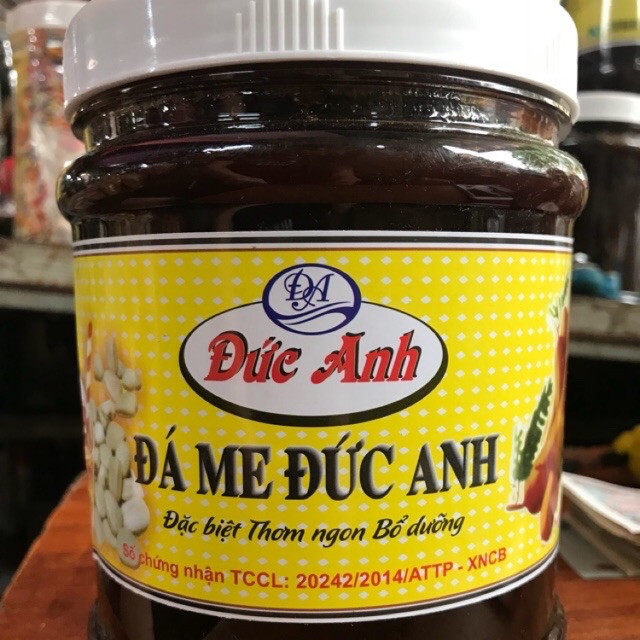 ĐA
Đức Anh
ĐÁ ME ĐỨC ANH
Đặc biệt Thơm ngon Bổ dưỡng
Số chứng nhận TCCL: 20242/2014/ATTP - XNCB